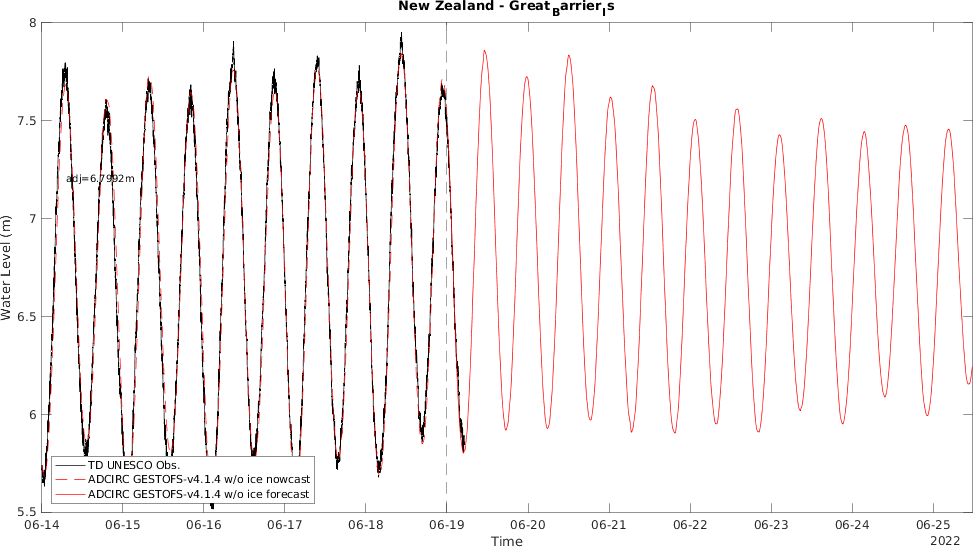 New Zealand - Great_Barrier_Is
8
7.5
adj=6.7992m
7
Water Level (m)
6.5
6
TD UNESCO Obs.
ADCIRC GESTOFS-v4.1.4 w/o ice nowcast
ADCIRC GESTOFS-v4.1.4 w/o ice forecast
5.5
06-14 06-15 06-16 06-17 06-18 06-19 06-20 06-21 06-22 06-23 06-24 06-25
Time 2022